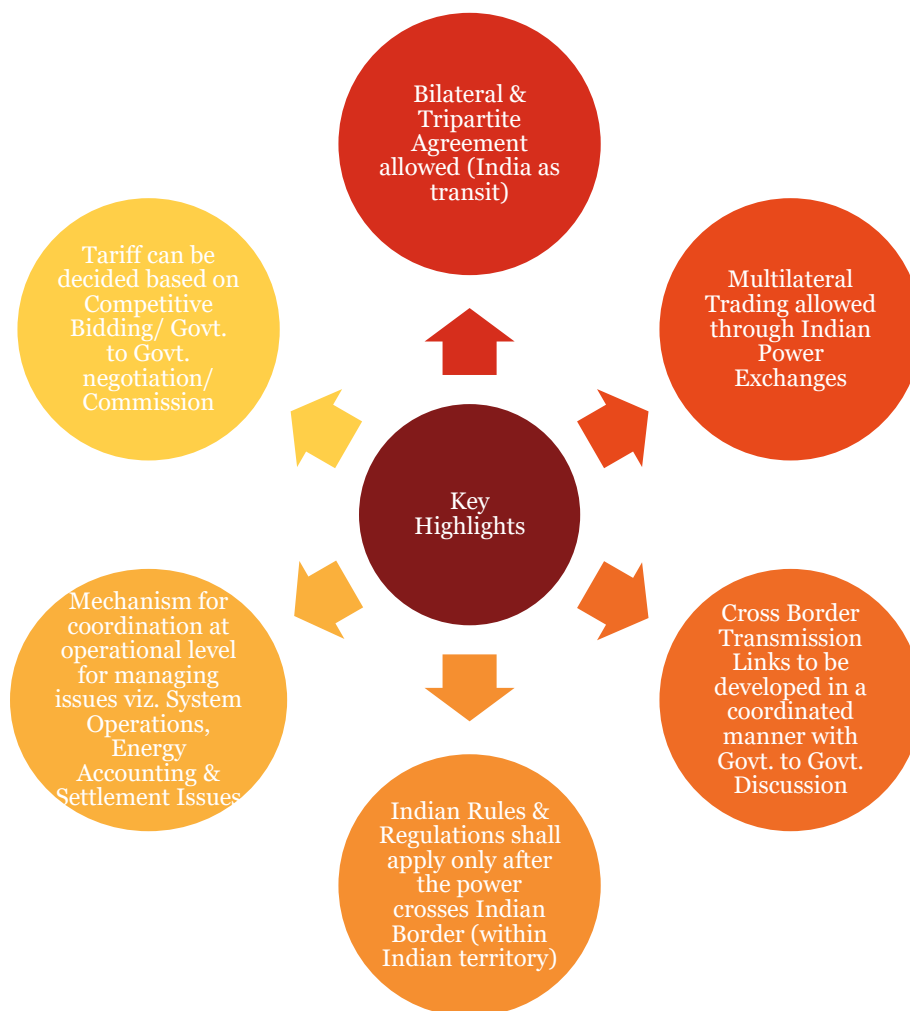 Bilateral &
Tripartite
Agreement
allowed (India as
transit)
Multilateral
Trading allowed
through Indian
Power
Exchanges
Cross Border
Transmission
Links to be
developed in a
coordinated
manner with
Govt. to Govt.
Discussion
Indian Rules &
Regulations shall
apply only after
the power
crosses Indian
Border (within
Indian territory)
Mechanism for
coordination at
operational level
for managing
issues viz. System
Operations,
Energy
Accounting &
Settlement Issues
Tariff can be
decided based on
Competitive
Bidding/ Govt.
to Govt.
negotiation/
Commission
Key
Highlights